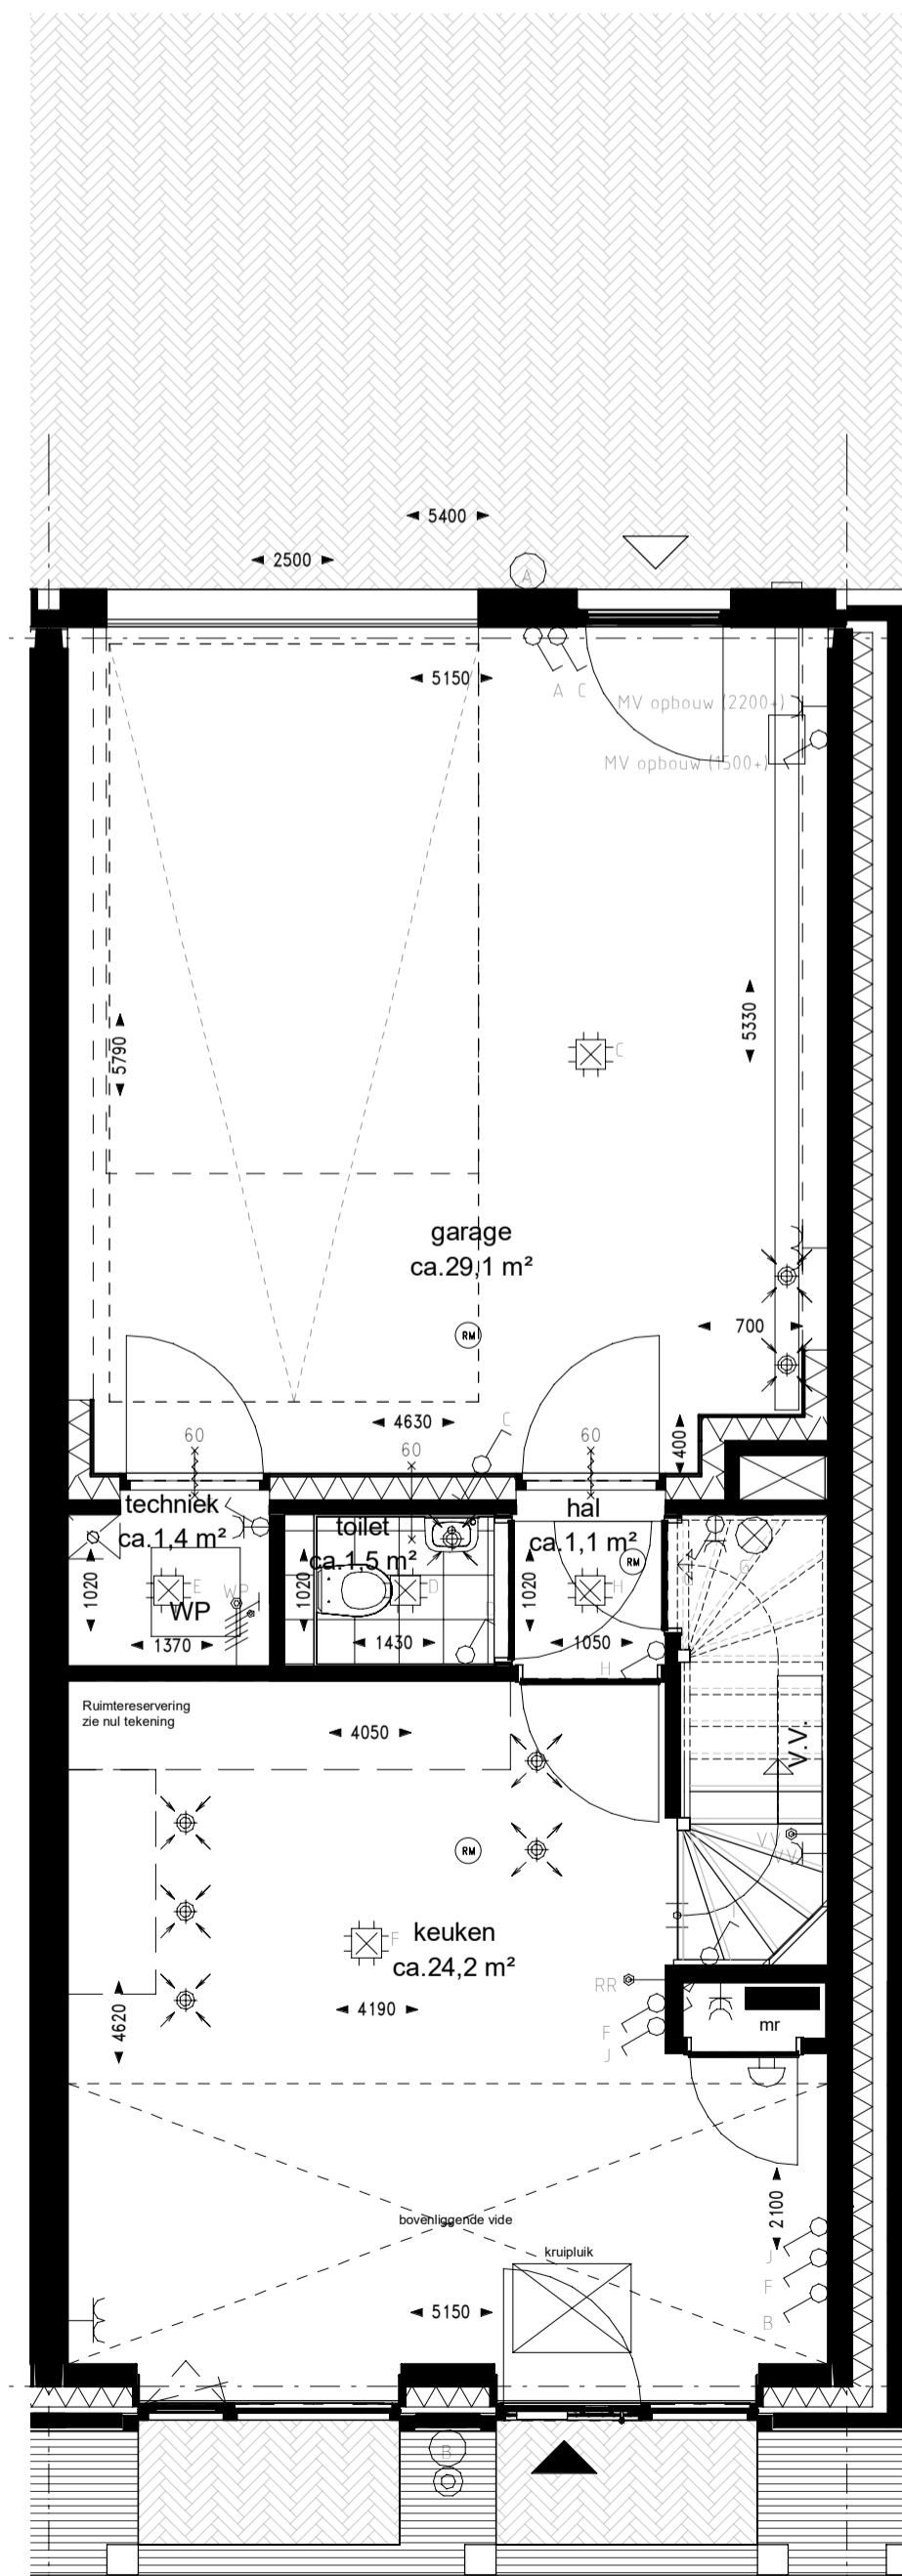 5400
2500
A
5150
A C
MV opbouw (2200+)
MV opbouw (1500+)
5330
5790
C
garage
ca.29,1 m²
700
RM
4630
C
400
60
60
60
techniek
ca.1,4 m²
toilet
ca.1,5 m²
hal
ca.1,1 m²
RM
G
1020
E
WP
WP
1020
D
1020
H
1370
1430
D
1050
H
Ruimtereservering
zie nul tekening
4050
V.V.
RM
VV
VV
keuken
ca.24,2 m²
F
J
RR
4190
4620
F
J
mr
2100
bovenliggende vide
kruipluik
J
F
B
5150
B